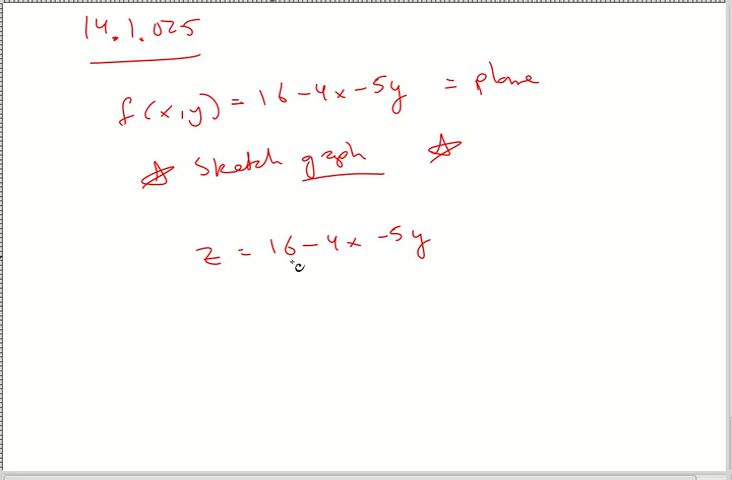 14.1.025
f(x,y) = 16 - 4x - 5y = plane
☆ Sketch graph ☆
z = 16 - 4x - 5y